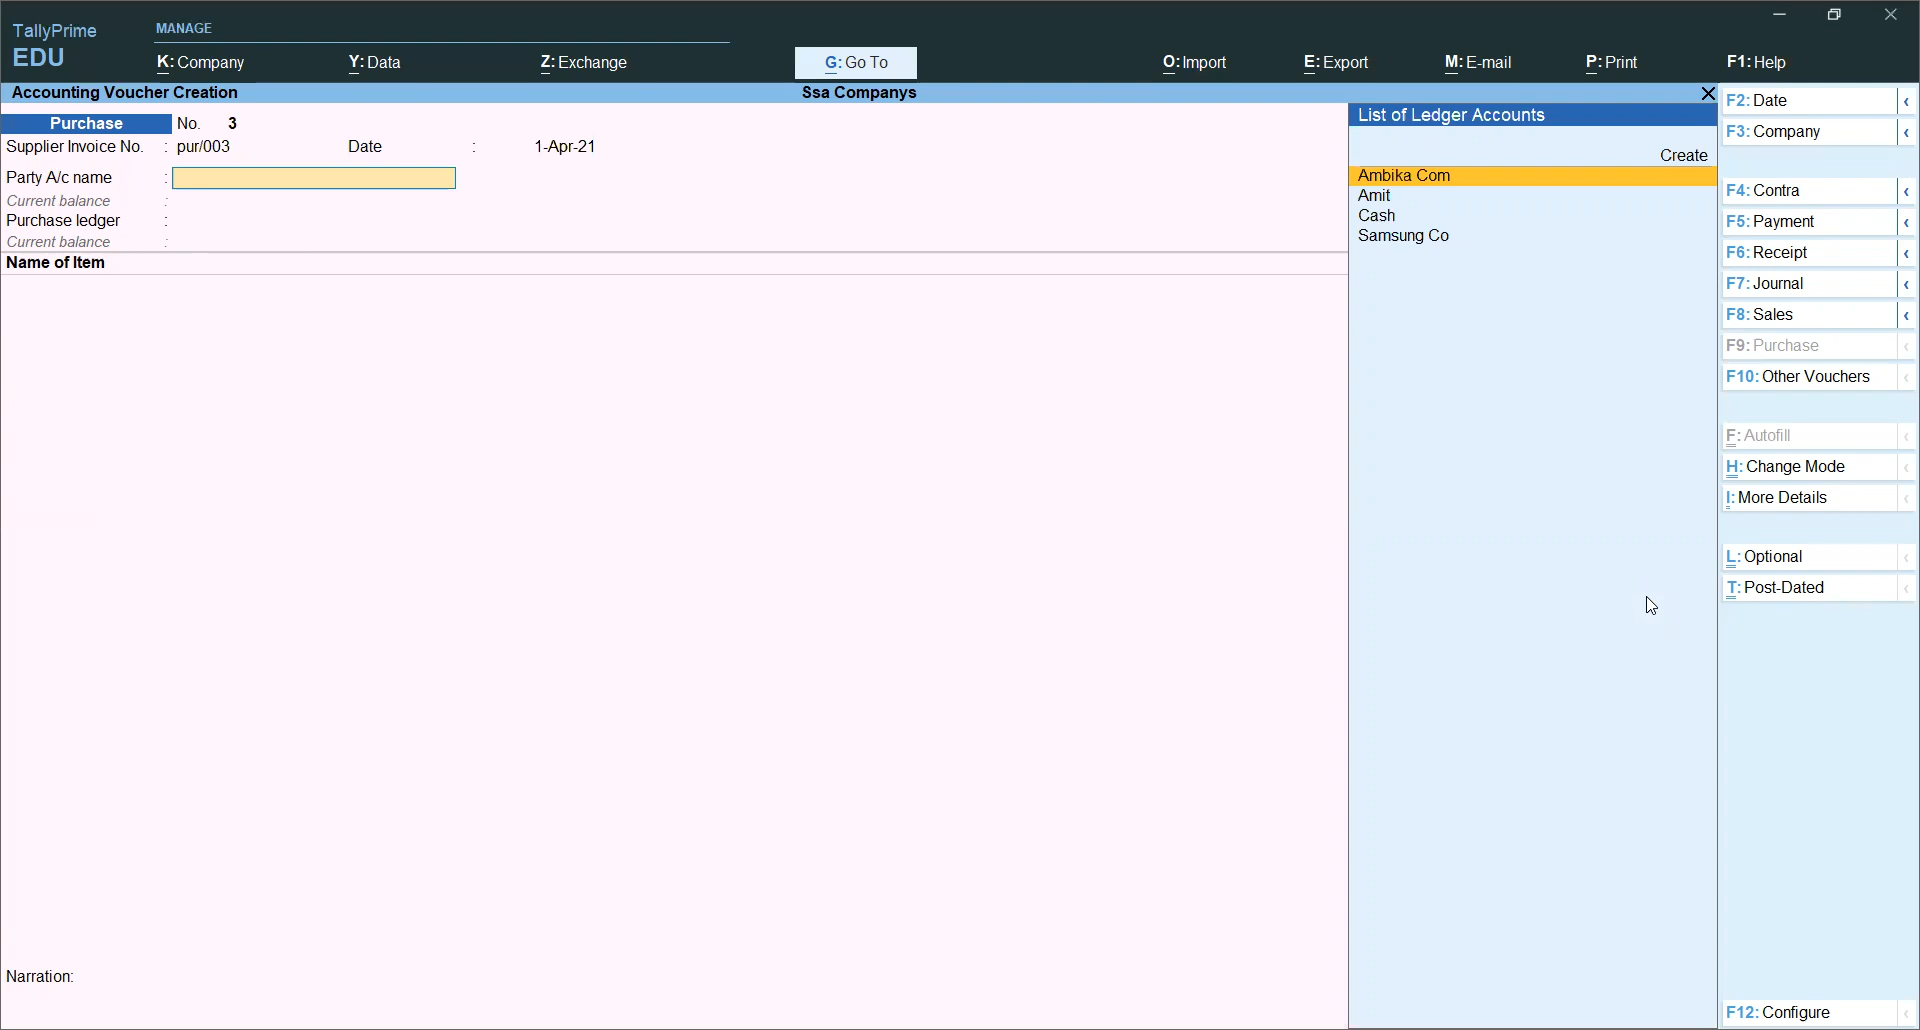 TallyPrime
EDU
MANAGE
K: Company
Y: Data
Z: Exchange
G: Go To
O: Import
E: Export
M: E-mail
P: Print
F1: Help
Accounting Voucher Creation
Ssa Companys
Purchase No. 3
Supplier Invoice No. : pur/003 Date : 1-Apr-21
Party A/c name :
Current balance :
Purchase ledger :
Current balance :
Name of Item
Narration:
List of Ledger Accounts
Create
Ambika Com
Amit
Cash
Samsung Co
F2: Date
F3: Company
F4: Contra
F5: Payment
F6: Receipt
F7: Journal
F8: Sales
F9: Purchase
F10: Other Vouchers
F: Autofill
H: Change Mode
I: More Details
L: Optional
T: Post-Dated
F12: Configure